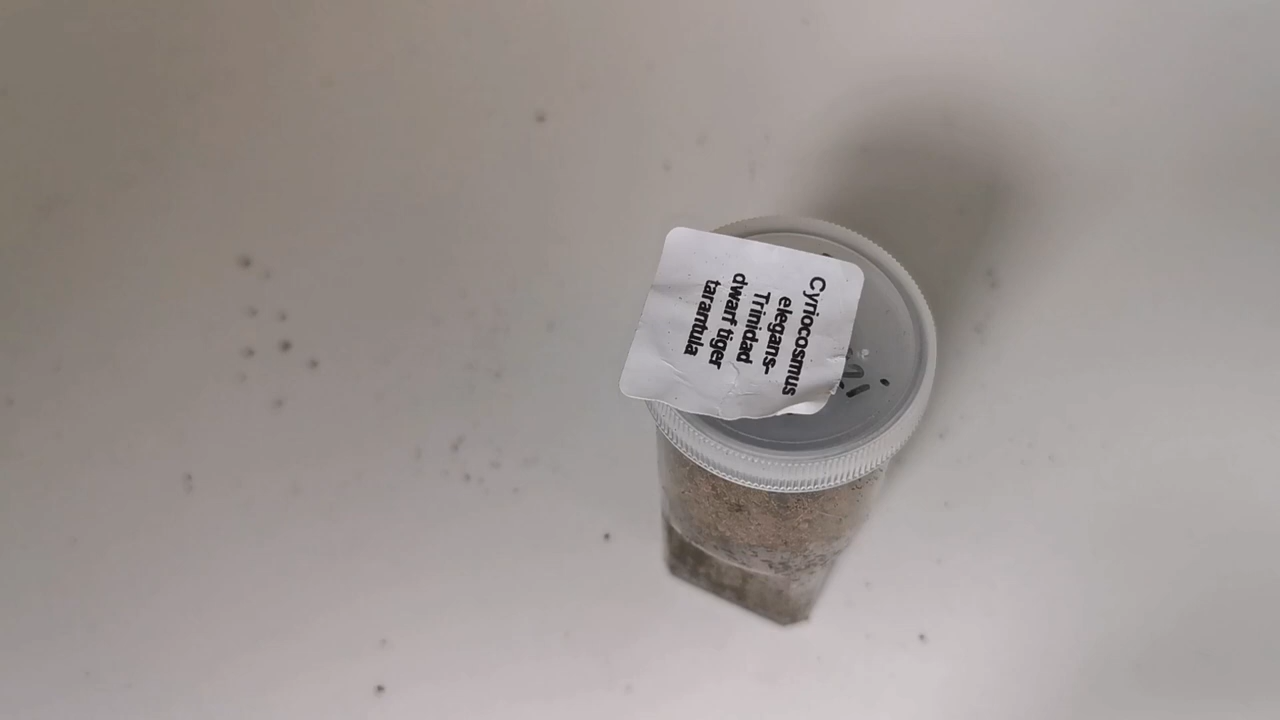 Cyriocosmus
elegans-
Trinidad
dwarf tiger
tarantula